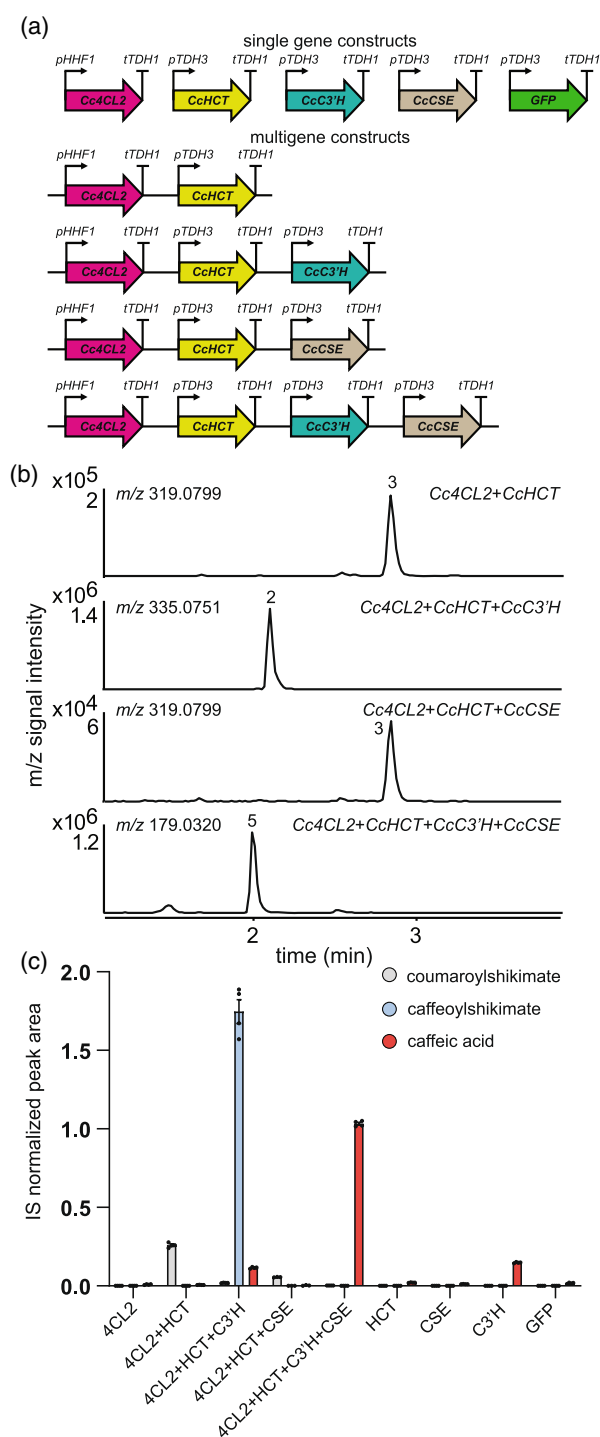 (a)
single gene constructs
pHHF1 tTDH1 pTDH3 tTDH1 pTDH3 tTDH1 pTDH3 tTDH1 pTDH3 tTDH1
Cc4CL2 CcHCT CcC3'H CcCSE GFP
multigene constructs
pHHF1 tTDH1 pTDH3 tTDH1
Cc4CL2 CcHCT
pHHF1 tTDH1 pTDH3 tTDH1 pTDH3 tTDH1
Cc4CL2 CcHCT CcC3'H
pHHF1 tTDH1 pTDH3 tTDH1 pTDH3 tTDH1
Cc4CL2 CcHCT CcCSE
pHHF1 tTDH1 pTDH3 tTDH1 pTDH3 tTDH1 pTDH3 tTDH1
Cc4CL2 CcHCT CcC3'H CcCSE
(b)
x10⁵
2 m/z 319.0799 3 Cc4CL2+CcHCT
x10⁶
1.4 m/z 335.0751 2 Cc4CL2+CcHCT+CcC3'H
x10⁴
6 m/z 319.0799 3 Cc4CL2+CcHCT+CcCSE
x10⁶
1.2 m/z 179.0320 5 Cc4CL2+CcHCT+CcC3'H+CcCSE
m/z signal intensity
2 3
time (min)
(c)
2.0
1.5
1.0
0.5
0.0
IS normalized peak area
coumaroylshikimate
caffeoylshikimate
caffeic acid
4CL2
4CL2+HCT
4CL2+HCT+C3'H
4CL2+HCT+CSE
4CL2+HCT+C3'H+CSE
HCT
CSE
C3'H
GFP